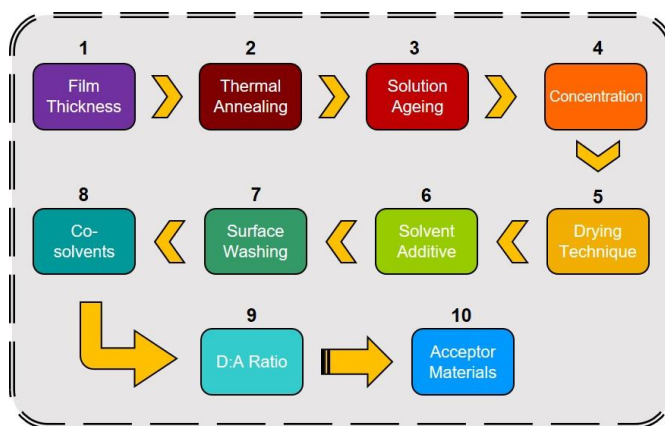 1
Film
Thickness
2
Thermal
Annealing
3
Solution
Ageing
4
Concentration
5
Drying
Technique
6
Solvent
Additive
7
Surface
Washing
8
Co-
solvents
9
D:A Ratio
10
Acceptor
Materials